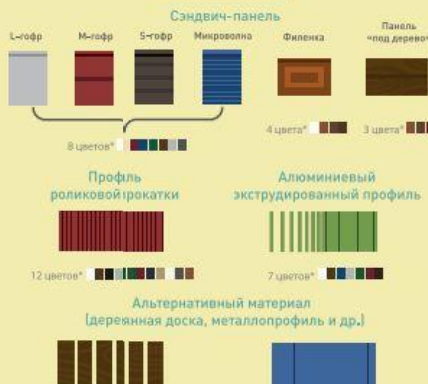 Сэндвич-панель
L-гофр M-гофр S-гофр Микроволна Филенка Панель
«под дерево»
8 цветов* 4 цвета* 3 цвета*
Профиль
роликовой прокатки
Алюминиевый
экструдированный профиль
12 цветов* 7 цветов*
Альтернативный материал
(деревянная доска, металлопрофиль и др.)